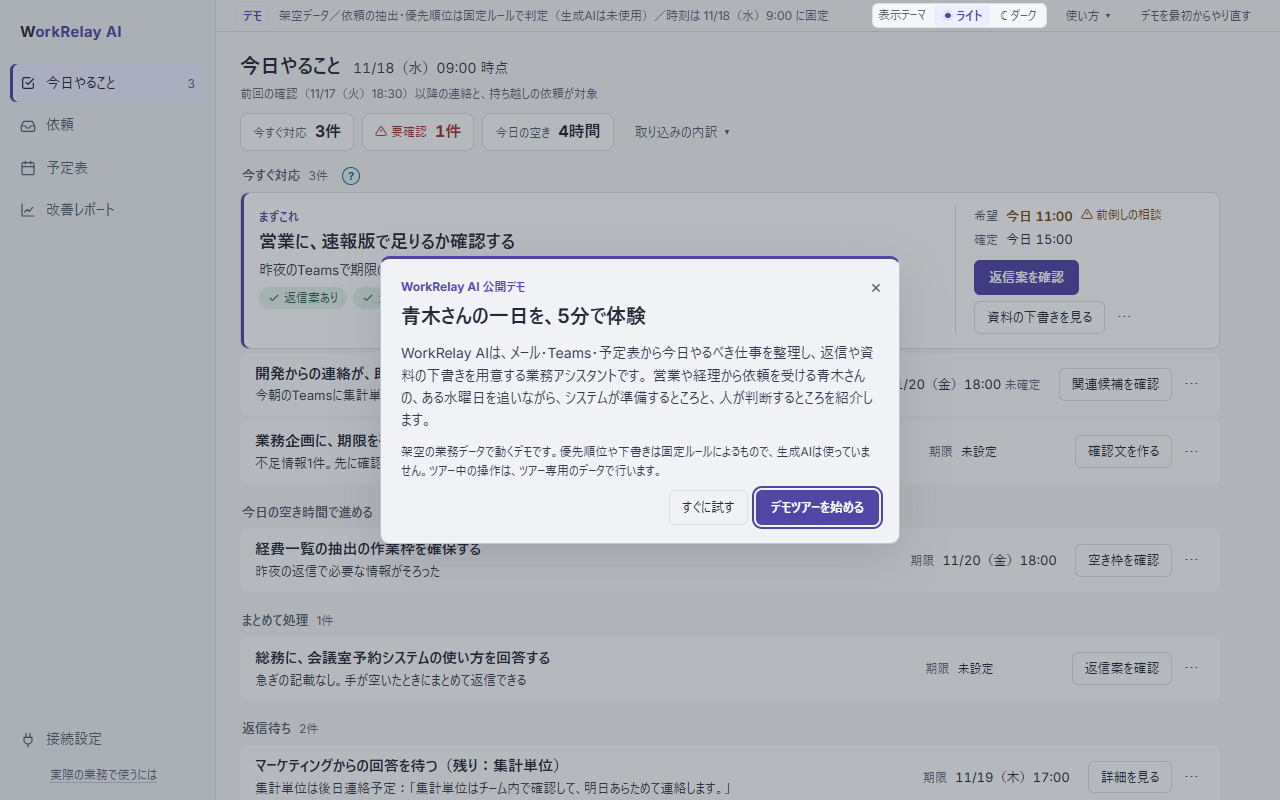 WorkRelay AI
今日やること 3
依頼
予定表
改善レポート
接続設定
実際の業務で使うには
デモ 架空データ／依頼の抽出・優先順位は固定ルールで判定（生成AIは未使用）／時刻は 11/18（水）9:00 に固定
表示テーマ ライト ダーク 使い方 ▼ デモを最初からやり直す
今日やること 11/18（水）09:00 時点
前回の確認（11/17（火）18:30）以降の連絡と、持ち越しの依頼が対象
今すぐ対応 3件 要確認 1件 今日の空き 4時間 取り込みの内訳 ▼
今すぐ対応 3件 ?
まずこれ
営業に、速報版で足りるか確認する
昨夜のTeamsで期限
返信案あり
希望 今日 11:00 前倒しの相談
確定 今日 15:00
返信案を確認
資料の下書きを見る ...
WorkRelay AI 公開デモ ×
青木さんの一日を、5分で体験
WorkRelay AIは、メール・Teams・予定表から今日やるべき仕事を整理し、返信や資
料の下書きを用意する業務アシスタントです。 営業や経理から依頼を受ける青木さん
の、ある水曜日を追いながら、システムが準備するところと、人が判断するところを紹介し
ます。
架空の業務データで動くデモです。優先順位や下書きは固定ルールによるもので、生成AIは使っていま
せん。ツアー中の操作は、ツアー専用のデータで行います。
すぐに試す デモツアーを始める
開発からの連絡が、
今朝のTeamsに集計単
1/20（金）18:00 未確定 関連候補を確認 ...
業務企画に、期限を
不足情報1件。先に確認
期限 未設定 確認文を作る ...
今日の空き時間で進める
経費一覧の抽出の作業枠を確保する
昨夜の返信で必要な情報がそろった
期限 11/20（金）18:00 空き枠を確認 ...
まとめて処理 1件
総務に、会議室予約システムの使い方を回答する
急ぎの記載なし。手が空いたときにまとめて返信できる
期限 未設定 返信案を確認 ...
返信待ち 2件
マーケティングからの回答を待つ（残り：集計単位）
集計単位は後日連絡予定：「集計単位はチーム内で確認して、明日あらためて連絡します。」
期限 11/19（木）17:00 詳細を見る ...